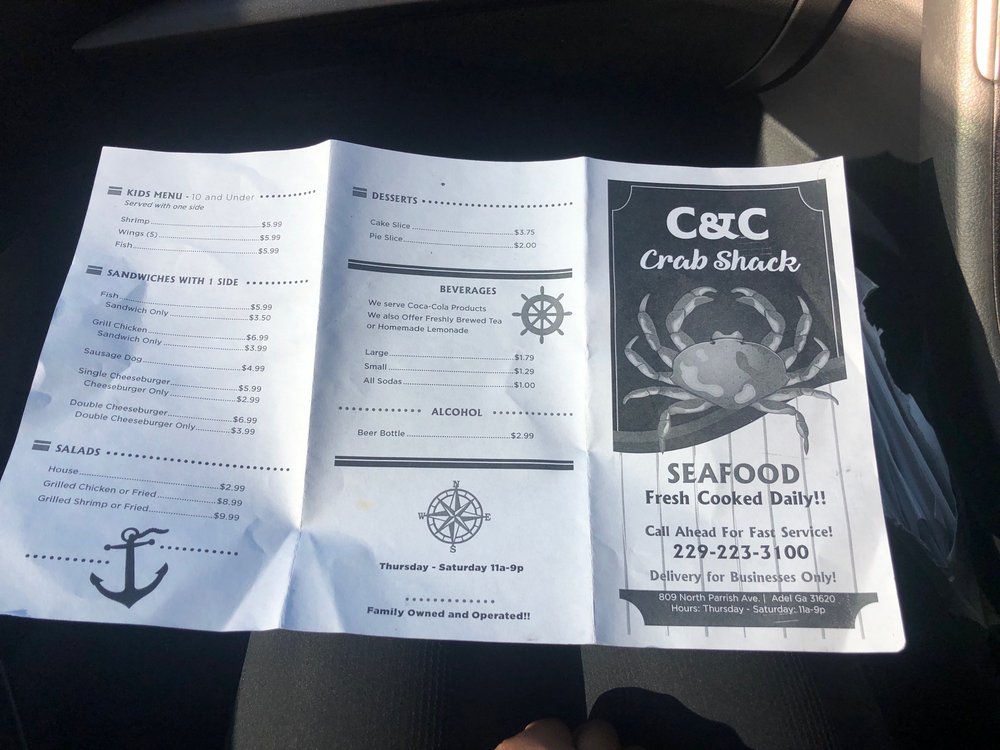 KIDS MENU - 10 and Under
Served with one side
Shrimp $5.99
Wings (5) $5.99
Fish $5.99
SANDWICHES WITH 1 SIDE
Fish $5.99
Sandwich Only $3.50
Grill Chicken $6.99
Sandwich Only $3.99
Sausage Dog $4.99
Single Cheeseburger $5.99
Cheeseburger Only $2.99
Double Cheeseburger $6.99
Double Cheeseburger Only $3.99
SALADS
House $2.99
Grilled Chicken or Fried $8.99
Grilled Shrimp or Fried $9.99
DESSERTS
Cake Slice $3.75
Pie Slice $2.00
BEVERAGES
We serve Coca-Cola Products
We also Offer Freshly Brewed Tea
or Homemade Lemonade
Large $1.79
Small $1.29
All Sodas $1.00
ALCOHOL
Beer Bottle $2.99
N
W E
S
Thursday - Saturday 11a-9p
Family Owned and Operated!!
C&C
Crab Shack
SEAFOOD
Fresh Cooked Daily!!
Call Ahead For Fast Service!
229-223-3100
Delivery for Businesses Only!
809 North Parrish Ave. | Adel Ga 31620
Hours: Thursday - Saturday: 11a-9p